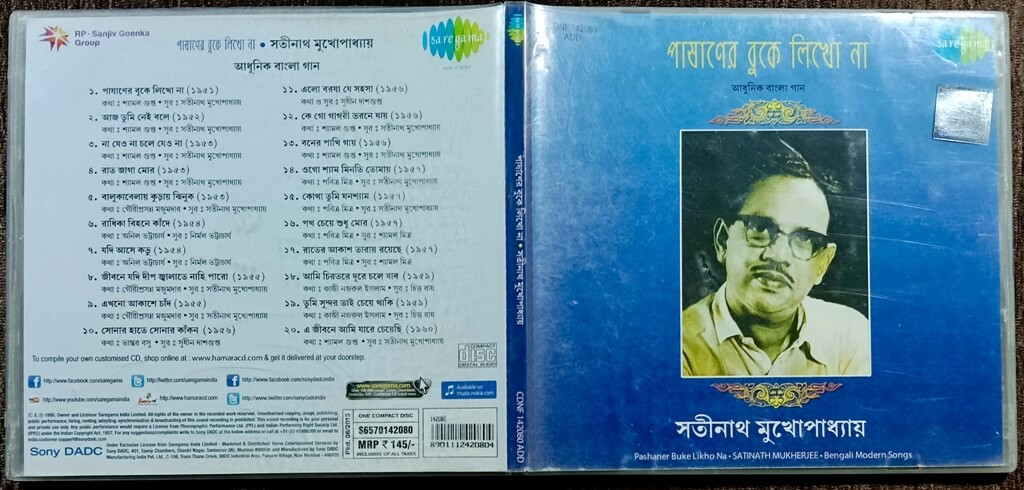 RP - Sanjiv Goenka
Group
saregama
পাষাণের বুকে লিখো না • সতীনাথ মুখোপাধ্যায়
আধুনিক বাংলা গান
১. পাষাণের বুকে লিখো না (১৯৫১)
কথা ঃ শ্যামল গুপ্ত • সুর ঃ সতীনাথ মুখোপাধ্যায়
২. আজ তুমি নেই বলে (১৯৫২)
কথা ঃ শ্যামল গুপ্ত • সুর ঃ সতীনাথ মুখোপাধ্যায়
৩. না যেও না চলে যেও না (১৯৫৩)
কথা ঃ শ্যামল গুপ্ত • সুর ঃ সতীনাথ মুখোপাধ্যায়
৪. রাত জাগা মোর (১৯৫৩)
কথা ঃ শ্যামল গুপ্ত • সুর ঃ সতীনাথ মুখোপাধ্যায়
৫. বালুকাবেলায় কুড়ায় ঝিনুক (১৯৫৩)
কথা ঃ গৌরীপ্রসন্ন মজুমদার • সুর ঃ সতীনাথ মুখোপাধ্যায়
৬. রাধিকা বিহনে কাঁদে (১৯৫৪)
কথা ঃ অনিল ভট্টাচার্য • সুর ঃ নির্মল ভট্টাচার্য
৭. যদি আসে কভু (১৯৫৪)
কথা ঃ অনিল ভট্টাচার্য • সুর ঃ নির্মল ভট্টাচার্য
৮. জীবনে যদি দীপ জ্বালাতে নাহি পারো (১৯৫৫)
কথা ঃ গৌরীপ্রসন্ন মজুমদার • সুর ঃ সতীনাথ মুখোপাধ্যায়
৯. এখনো আকাশে চাঁদ (১৯৫৫)
কথা ঃ গৌরীপ্রসন্ন মজুমদার • সুর ঃ সতীনাথ মুখোপাধ্যায়
১০. সোনার হাতে সোনার কাঁকন (১৯৫৬)
কথা ঃ ভাস্কর বসু • সুর ঃ সুধীন দাশগুপ্ত
১১. এলো বরষা যে সহসা (১৯৫৬)
কথা ও সুর ঃ সুধীন দাশগুপ্ত
১২. কে গো গাগরী ভরনে যায় (১৯৫৬)
কথা ঃ শ্যামল গুপ্ত • সুর ঃ সতীনাথ মুখোপাধ্যায়
১৩. বনের পাখি গায় (১৯৫৬)
কথা ঃ শ্যামল গুপ্ত • সুর ঃ সতীনাথ মুখোপাধ্যায়
১৪. ওগো শ্যাম মিনতি তোমায় (১৯৫৭)
কথা ঃ পবিত্র মিত্র • সুর ঃ সতীনাথ মুখোপাধ্যায়
১৫. কোথা তুমি ঘনশ্যাম (১৯৫৭)
কথা ঃ পবিত্র মিত্র • সুর ঃ সতীনাথ মুখোপাধ্যায়
১৬. পথ চেয়ে শুধু মোর (১৯৫৭)
কথা ঃ পবিত্র মিত্র • সুর ঃ শ্যামল মিত্র
১৭. রাতের আকাশ তারায় রয়েছে (১৯৫৭)
কথা ঃ পবিত্র মিত্র • সুর ঃ শ্যামল মিত্র
১৮. আমি চিরতরে দূরে চলে যাব (১৯৫৯)
কথা ঃ কাজী নজরুল ইসলাম • সুর ঃ চিত্ত রায়
১৯. তুমি সুন্দর তাই চেয়ে থাকি (১৯৫৯)
কথা ঃ কাজী নজরুল ইসলাম • সুর ঃ চিত্ত রায়
২০. এ জীবনে আমি যারে চেয়েছি (১৯৬০)
কথা ঃ শ্যামল গুপ্ত • সুর ঃ সতীনাথ মুখোপাধ্যায়
COMPACT
disc
DIGITAL AUDIO
To compile your own customised CD, shop online at : www.hamaracd.com & get it delivered at your doorstep.
http://www.facebook.com/saregama
http://twitter.com/saregamaindia
http://www.facebook.com/sonydadcindia
http://www.youtube.com/saregamaindia
http://www.hamaracd.com
http://twitter.com/sonydadcindia
www.saregama.com
Available on :
music.nokia.com
Sony DADC
Pkd. 06/2013
ONE COMPACT DISC
S6570142080
MRP ₹ 145/-
INCLUSIVE OF ALL TAXES
142080
8901112420804
পাষাণের বুকে লিখো না • সতীনাথ মুখোপাধ্যায়
CDNF 142080 ADD
CDNF 142080
ADD
পাষাণের বুকে লিখো না
saregama
আধুনিক বাংলা গান
সতীনাথ মুখোপাধ্যায়
Pashaner Buke Likho Na • SATINATH MUKHERJEE • Bengali Modern Songs